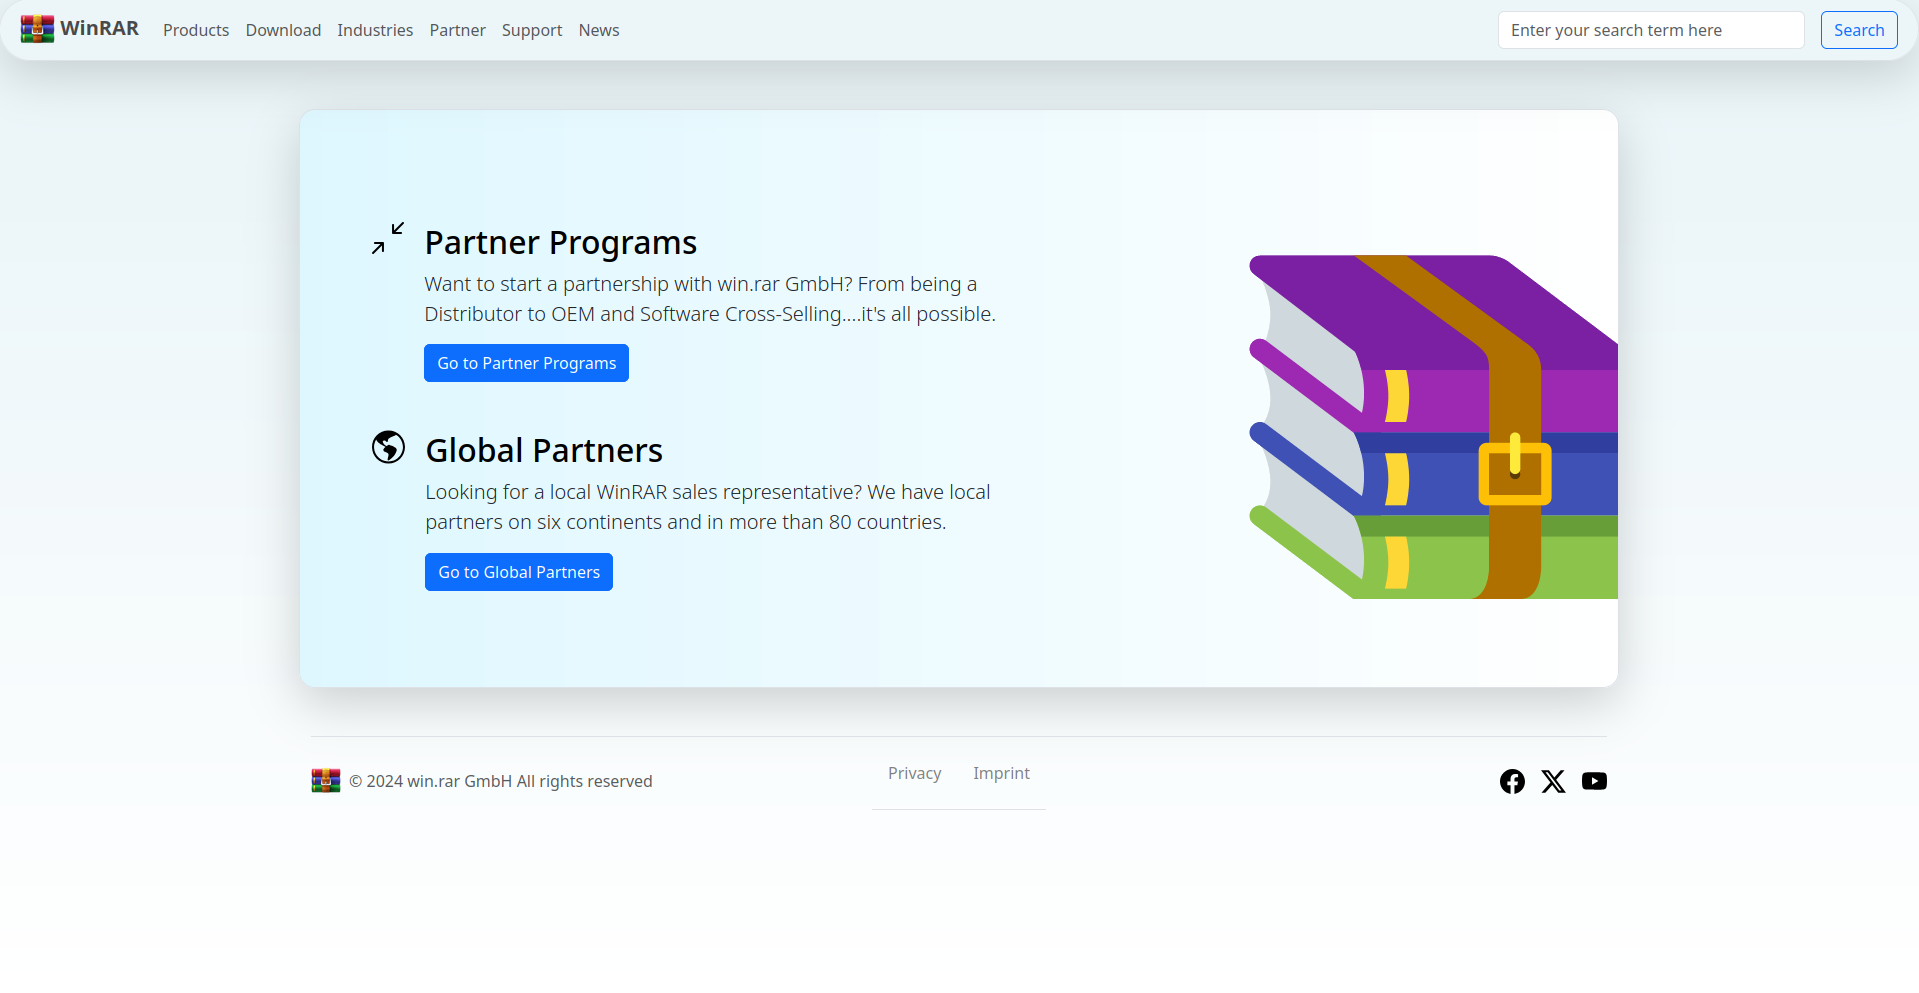 WinRAR Products Download Industries Partner Support News Enter your search term here Search
Partner Programs
Want to start a partnership with win.rar GmbH? From being a
Distributor to OEM and Software Cross-Selling....it's all possible.
Go to Partner Programs
Global Partners
Looking for a local WinRAR sales representative? We have local
partners on six continents and in more than 80 countries.
Go to Global Partners
© 2024 win.rar GmbH All rights reserved
Privacy Imprint